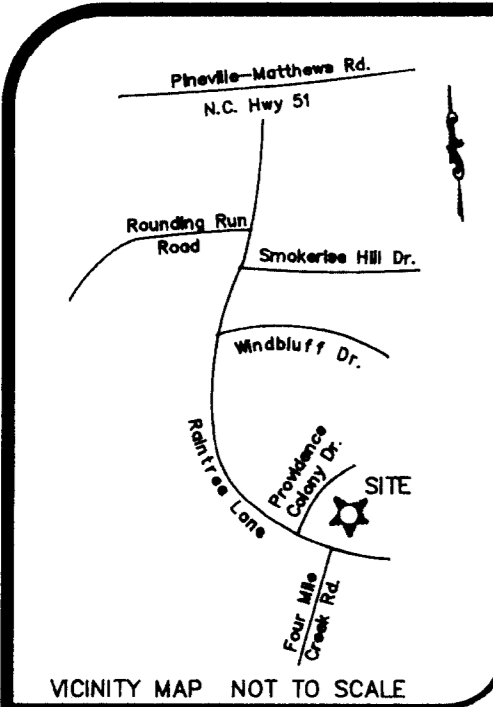 Pineville-Matthews Rd.
N.C. Hwy 51
Rounding Run
Road
Smokerise Hill Dr.
Windbluff Dr.
Raintree Lane
Providence
Colony Dr.
SITE
Four Mile
Creek Rd.
VICINITY MAP NOT TO SCALE